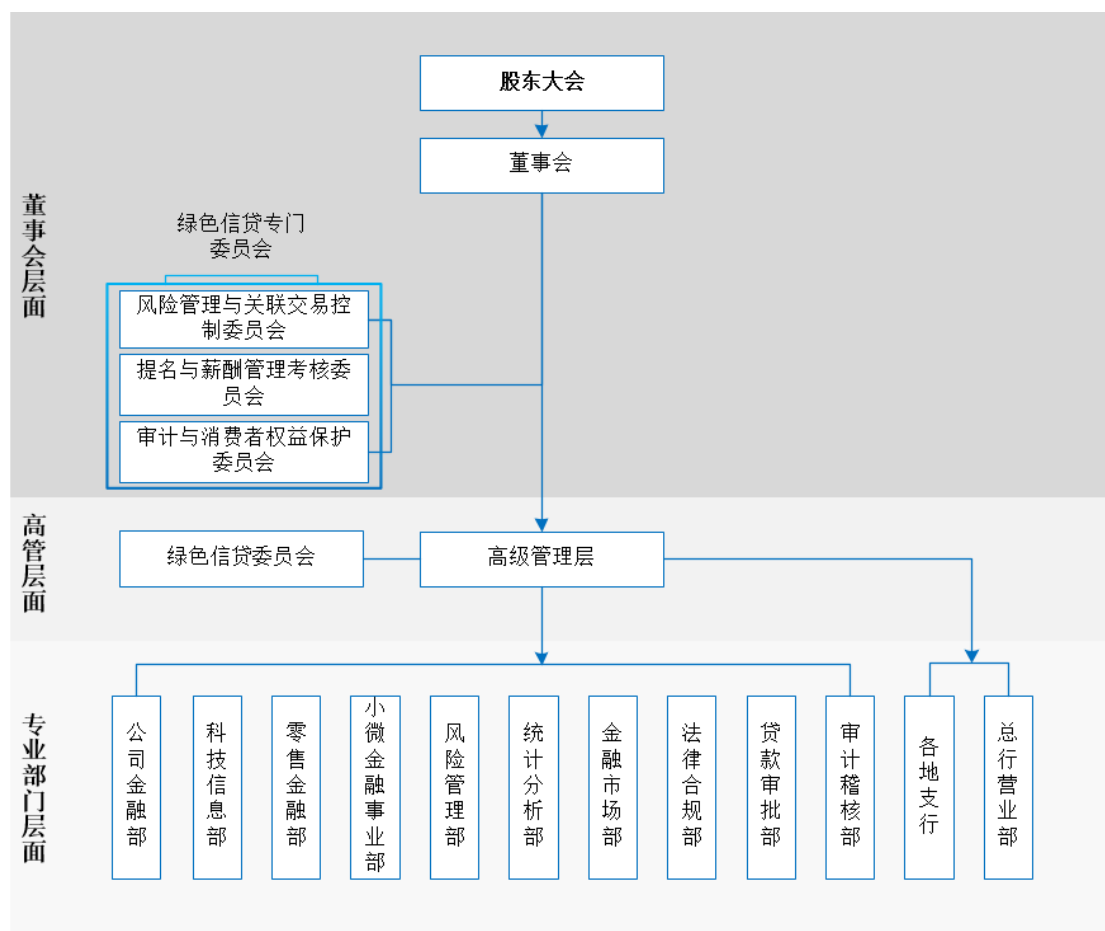 股东大会
董事会
董事会层面
绿色信贷专门
委员会
风险管理与关联交易控
制委员会
提名与薪酬管理考核委
员会
审计与消费者权益保护
委员会
高管层面
绿色信贷委员会
高级管理层
专业部门层面
公司金融部
科技信息部
零售金融部
小微金融事业部
风险管理部
统计分析部
金融市场部
法律合规部
贷款审批部
审计稽核部
各地支行
总行营业部